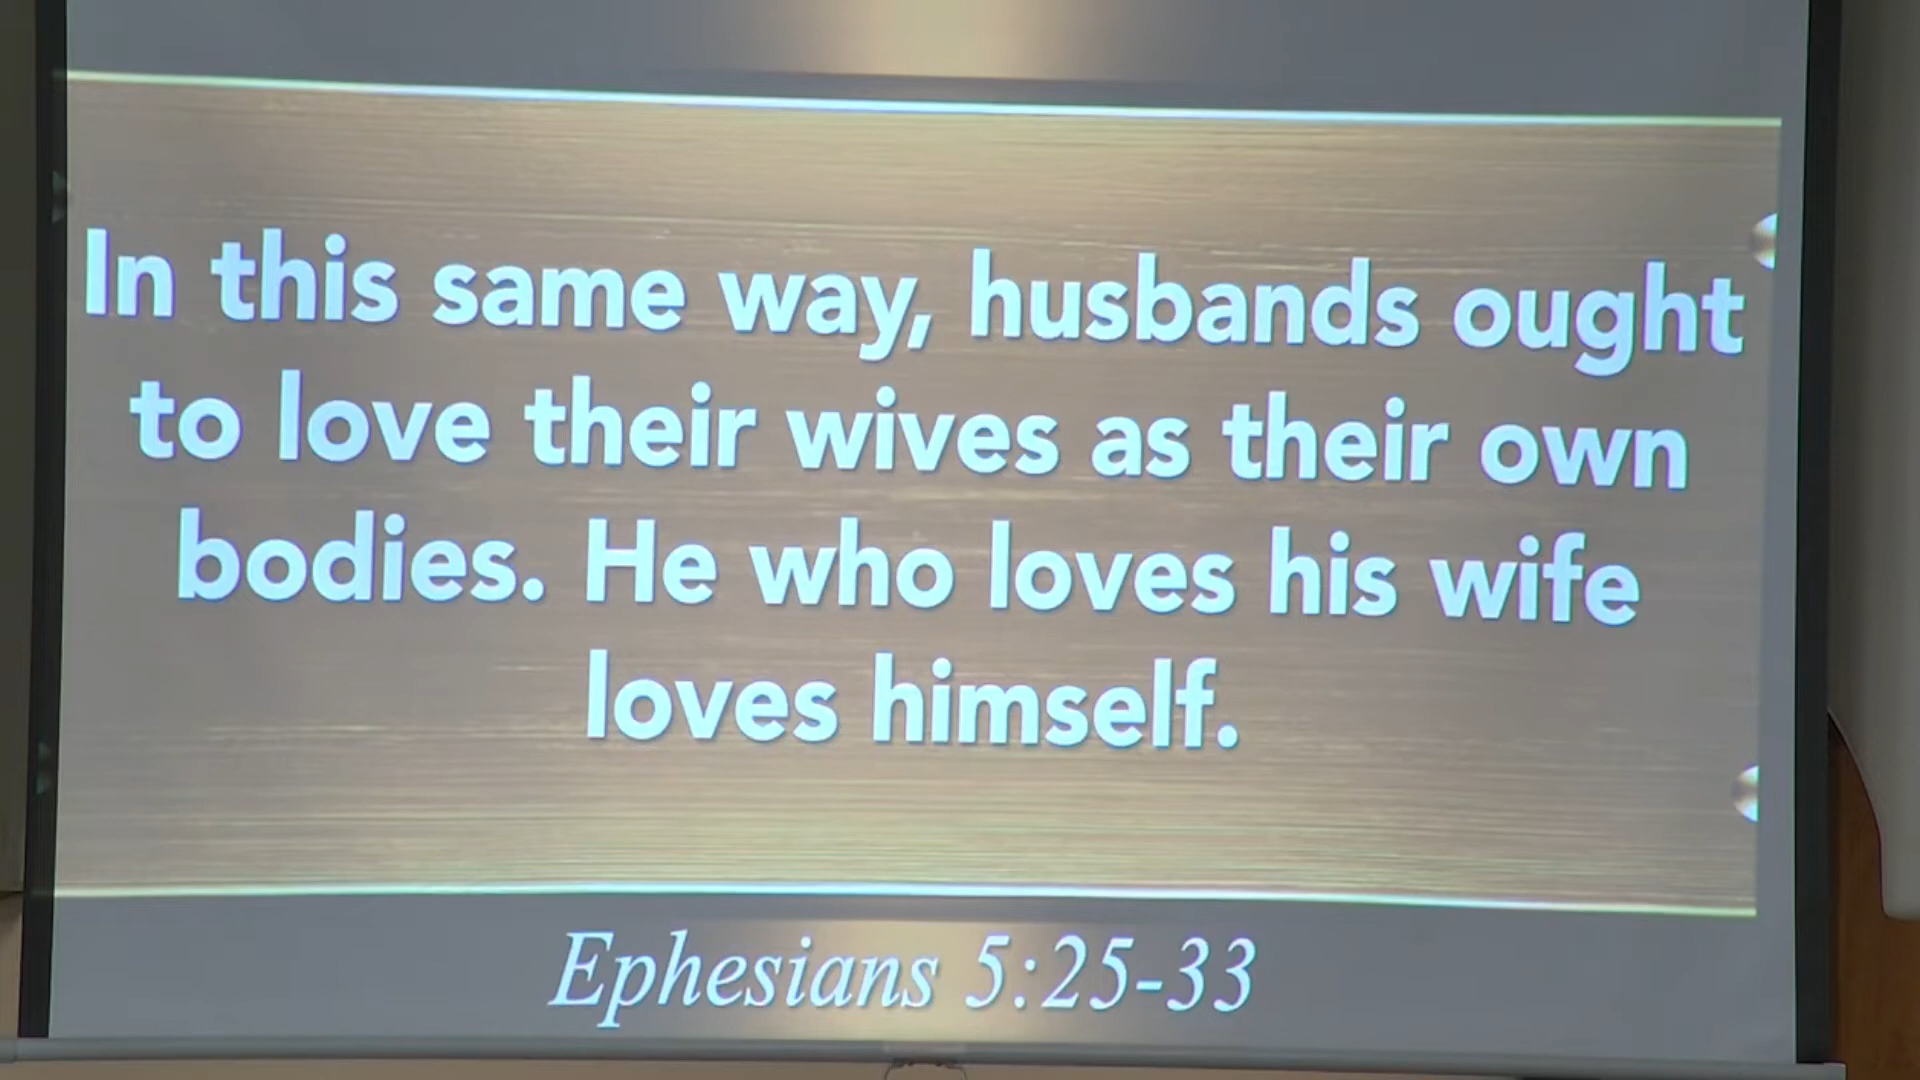 In this same way, husbands ought
to love their wives as their own
bodies. He who loves his wife
loves himself.
Ephesians 5:25-33